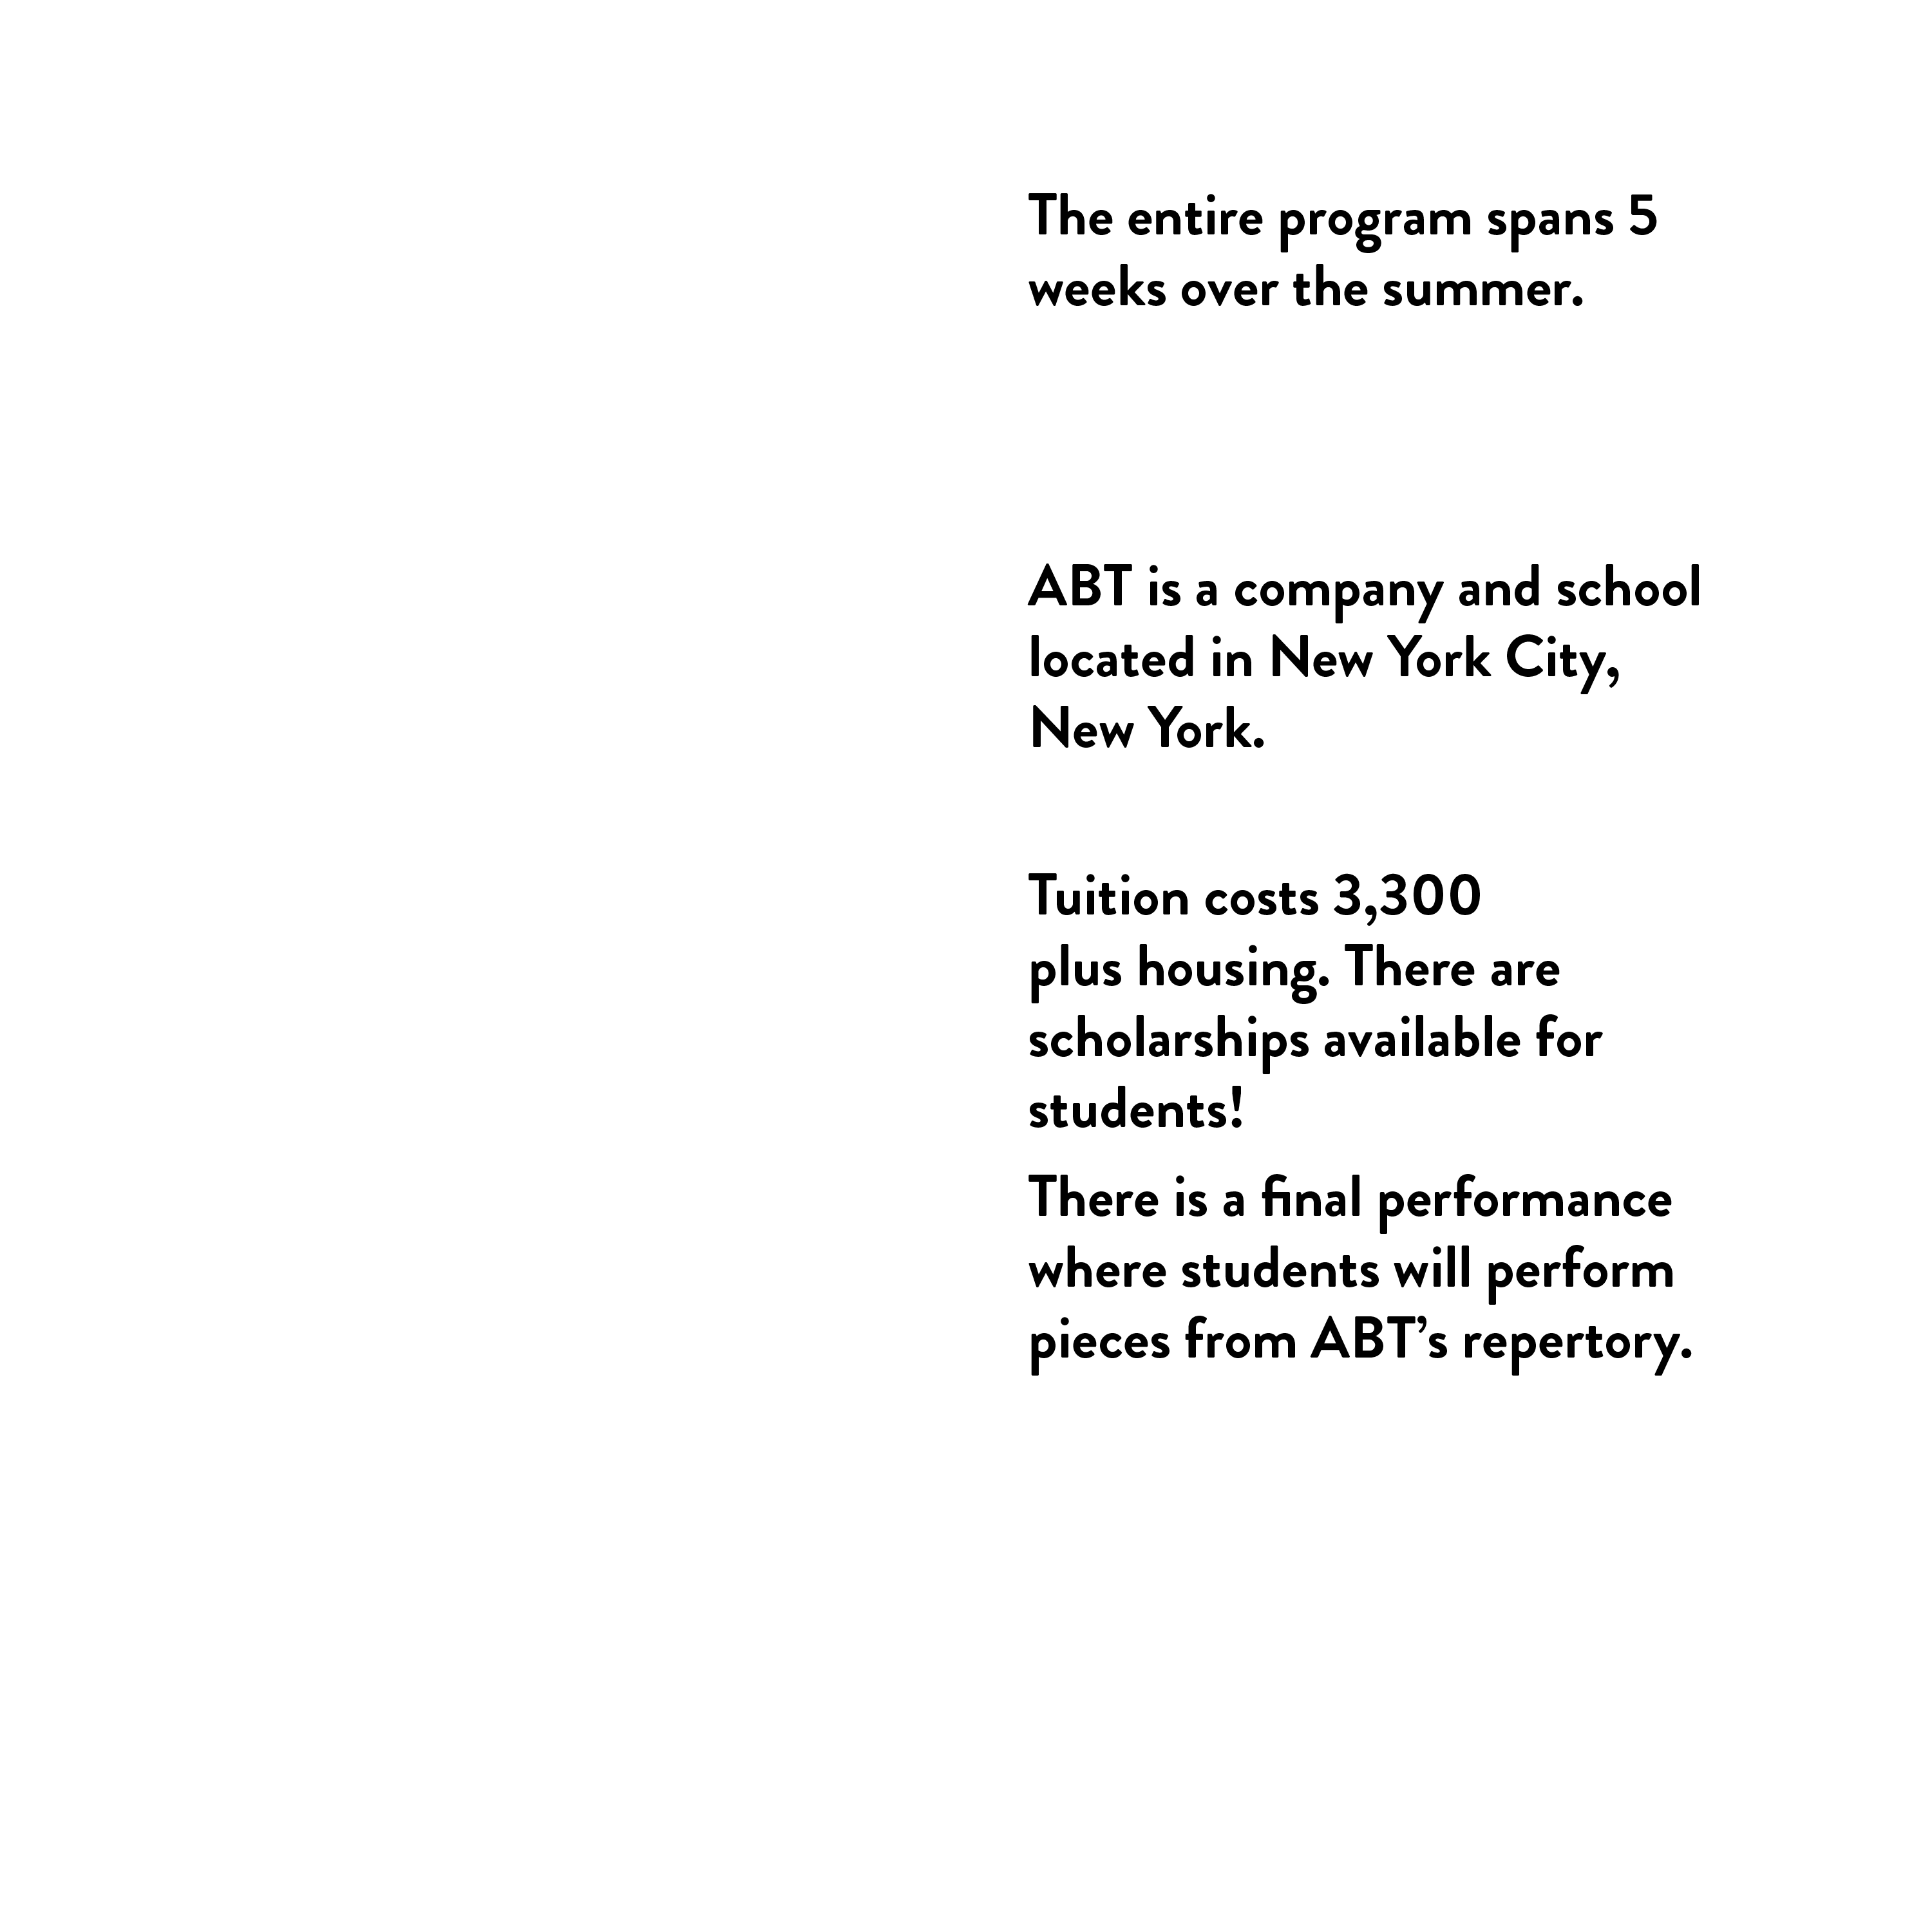 The entire program spans 5
weeks over the summer.
ABT is a company and school
located in New York City,
New York.
Tuition costs 3,300
plus housing. There are
scholarships available for
students!
There is a final performance
where students will perform
pieces from ABT’s repertory.